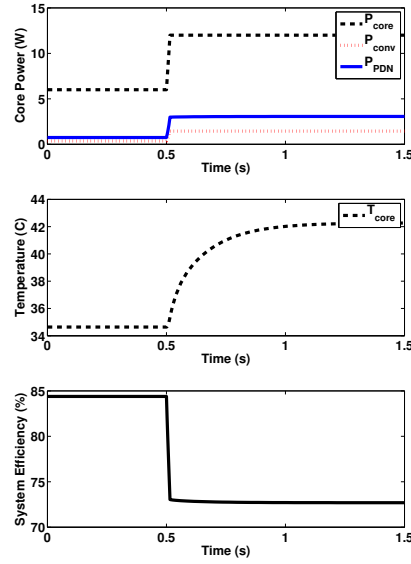 15
10
5
0
Core Power (W)
P_core
P_conv
P_PDN
0 0.5 1 1.5
Time (s)
44
42
40
38
36
34
Temperature (C)
T_core
0 0.5 1 1.5
Time (s)
85
80
75
70
System Efficiency (%)
0 0.5 1 1.5
Time (s)